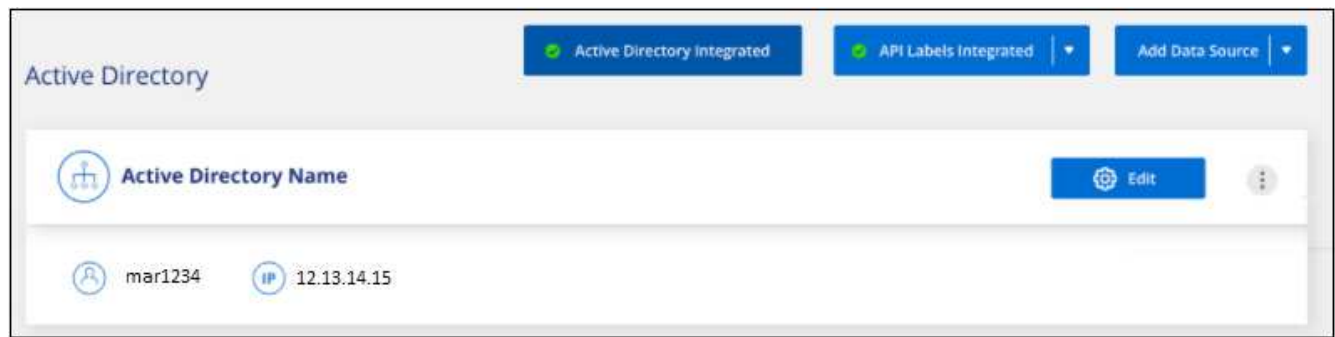 Active Directory Integrated
API Labels Integrated
Add Data Source
Active Directory
Active Directory Name
Edit
mar1234
IP
12.13.14.15